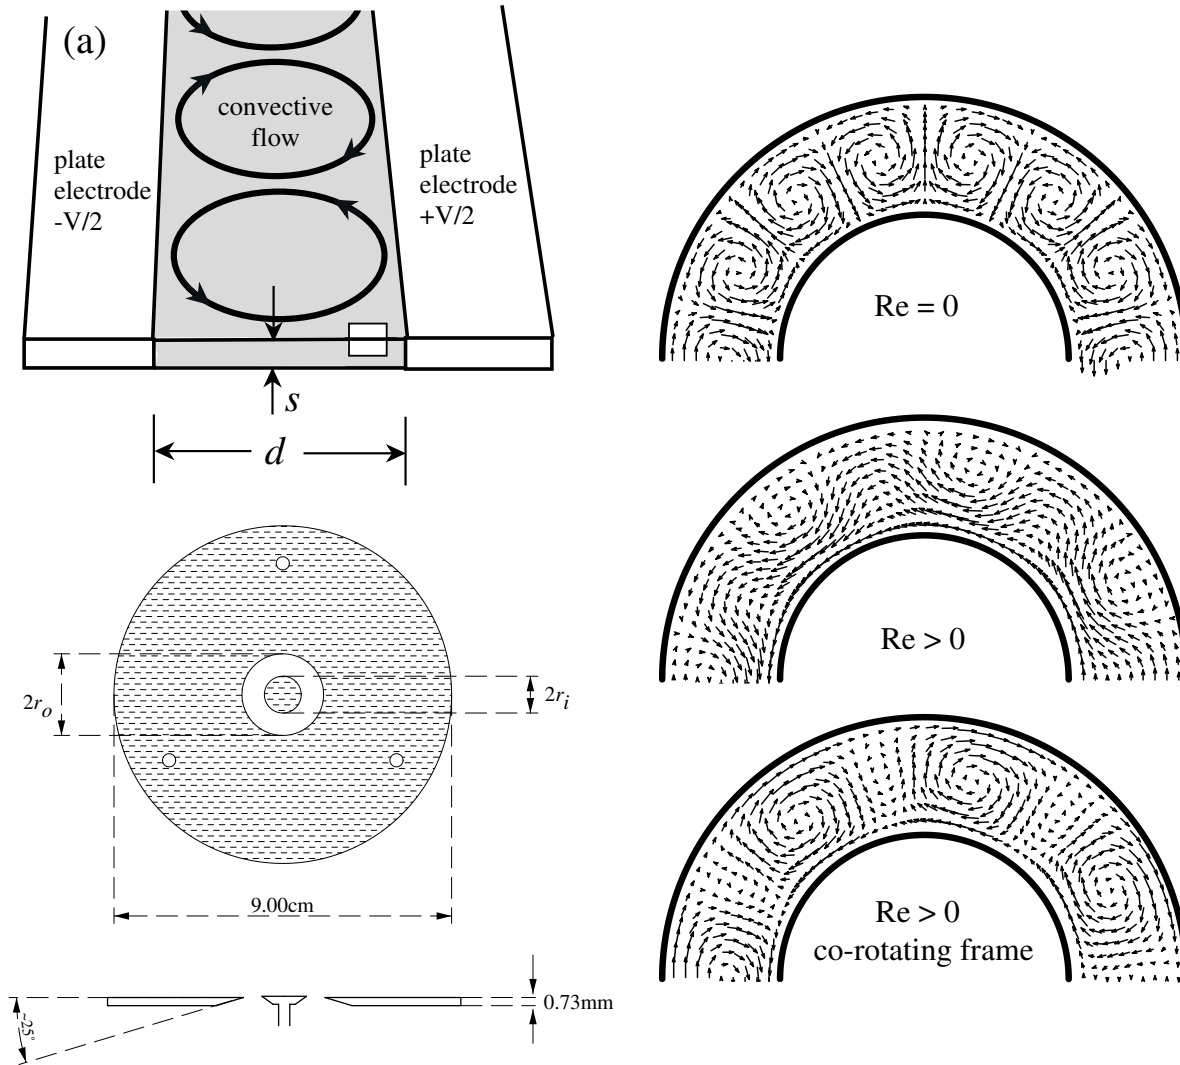 (a)
convective
flow
plate
electrode
-V/2
plate
electrode
+V/2
s
d
2r_o
2r_i
9.00cm
0.73mm
~25°
Re = 0
Re > 0
Re > 0
co-rotating frame